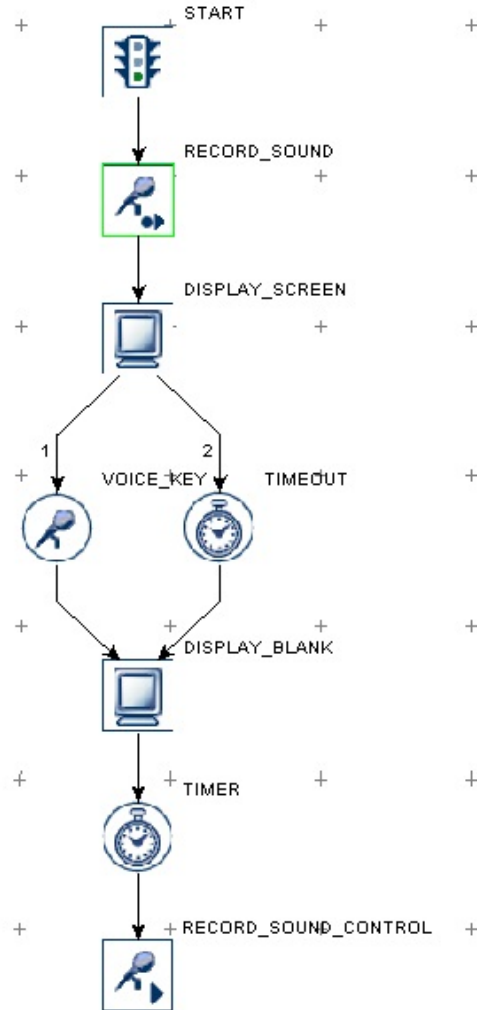 START
RECORD_SOUND
DISPLAY_SCREEN
1 2
VOICE_KEY TIMEOUT
DISPLAY_BLANK
TIMER
RECORD_SOUND_CONTROL